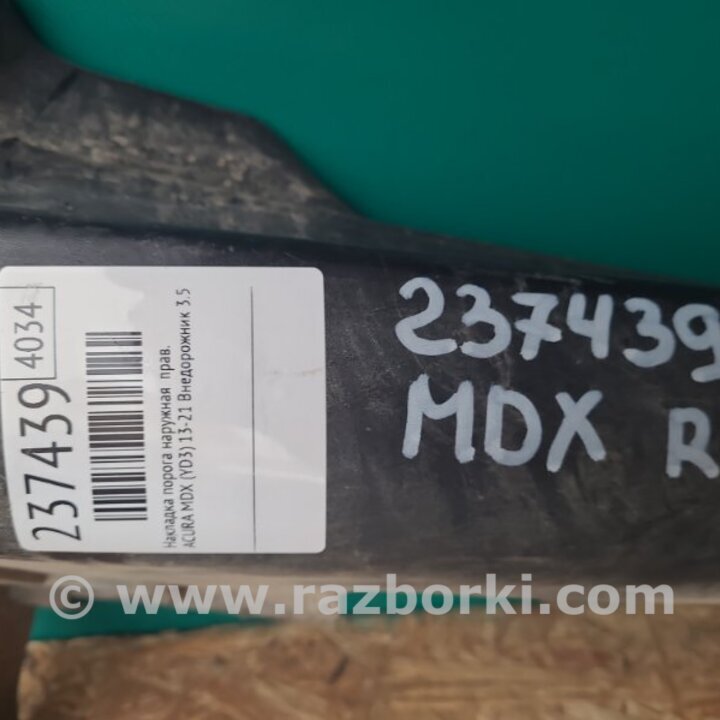 237439
4034
Накладка порога наружная прав.
ACURA MDX (YD3) 13-21 Внедорожник 3.5
237439
MDX R
© www.razborki.com